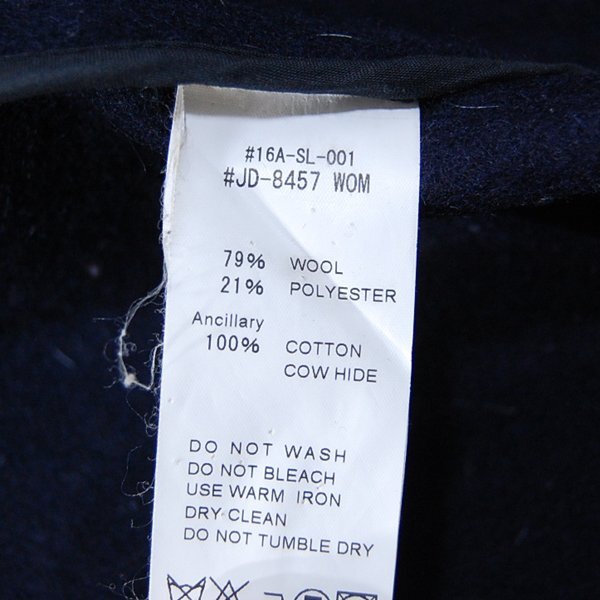 #16A-SL-001
#JD-8457 WOM
79% WOOL
21% POLYESTER
Ancillary
100% COTTON
COW HIDE
DO NOT WASH
DO NOT BLEACH
USE WARM IRON
DRY CLEAN
DO NOT TUMBLE DRY